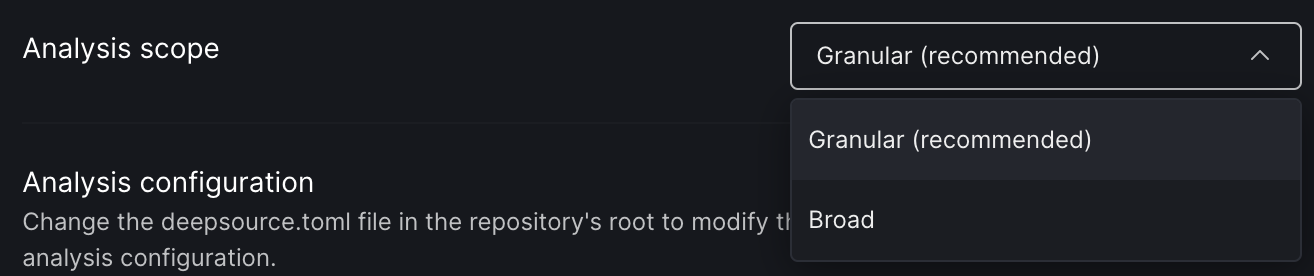 Analysis scope
Granular (recommended)
Granular (recommended)
Broad
Analysis configuration
Change the deepsource.toml file in the repository's root to modify
analysis configuration.